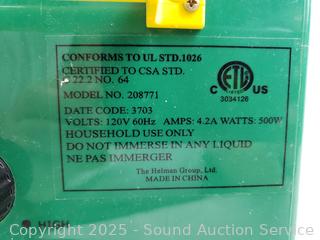 CONFORMS TO UL STD.1026
CERTIFIED TO CSA STD.
22.2 NO. 64
MODEL NO. 208771
DATE CODE: 3703
VOLTS: 120V 60Hz AMPS: 4.2A WATTS: 500W
HOUSEHOLD USE ONLY
DO NOT IMMERSE IN ANY LIQUID
NE PAS IMMERGER
The Helman Group, Ltd.
MADE IN CHINA
C US
3034126
HIGH
Copyright 2025 - Sound Auction Service